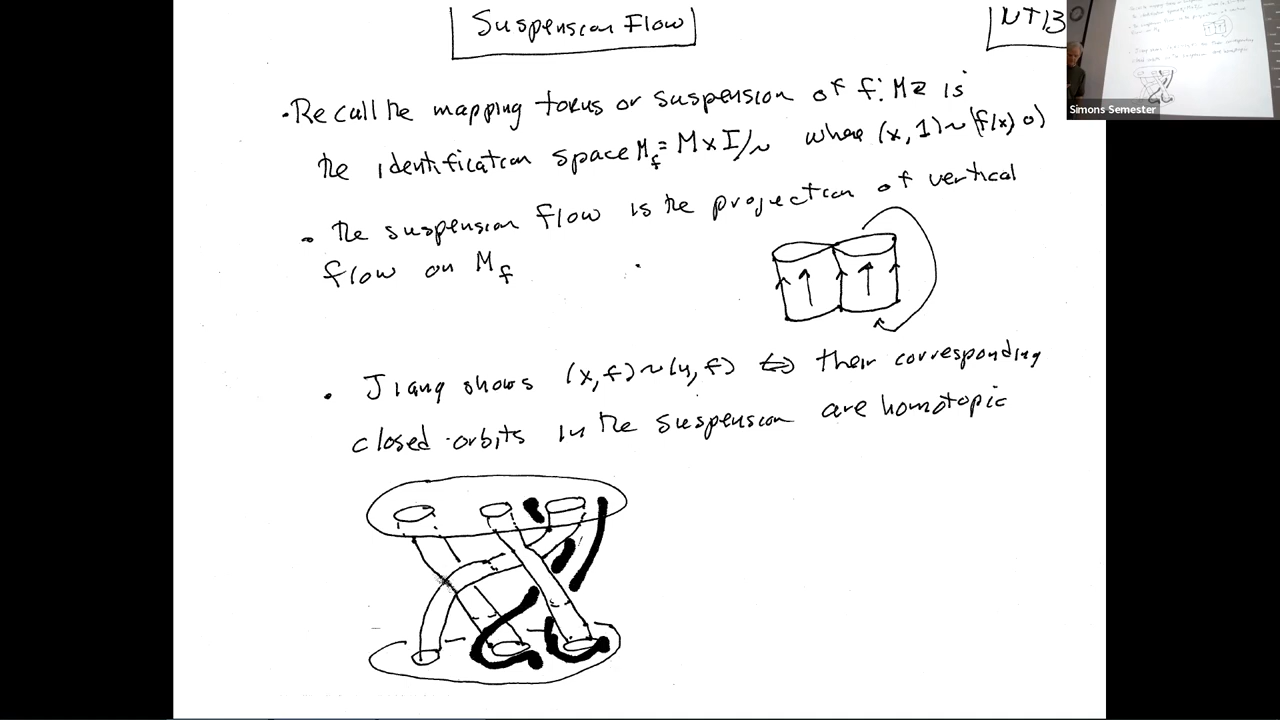 Suspension Flow
NT13
• Recall the mapping torus or suspension of f: M↻ is
the identification space M_f = M × I/~ where (x, 1) ~ (f(x), 0)
• the suspension flow is the projection of vertical
flow on M_f
• Jiang shows (x, f) ~ (y, f) ⇔ their corresponding
closed orbits in the suspension are homotopic
Simons Semester